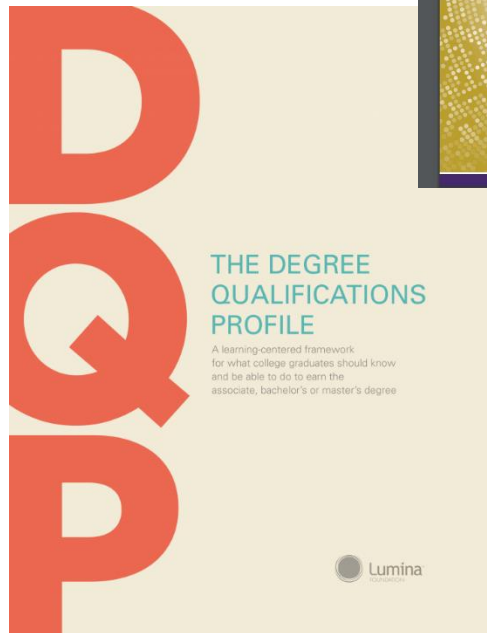 D
Q
P
THE DEGREE
QUALIFICATIONS
PROFILE
A learning-centered framework
for what college graduates should know
and be able to do to earn the
associate, bachelor's or master's degree
Lumina
FOUNDATION